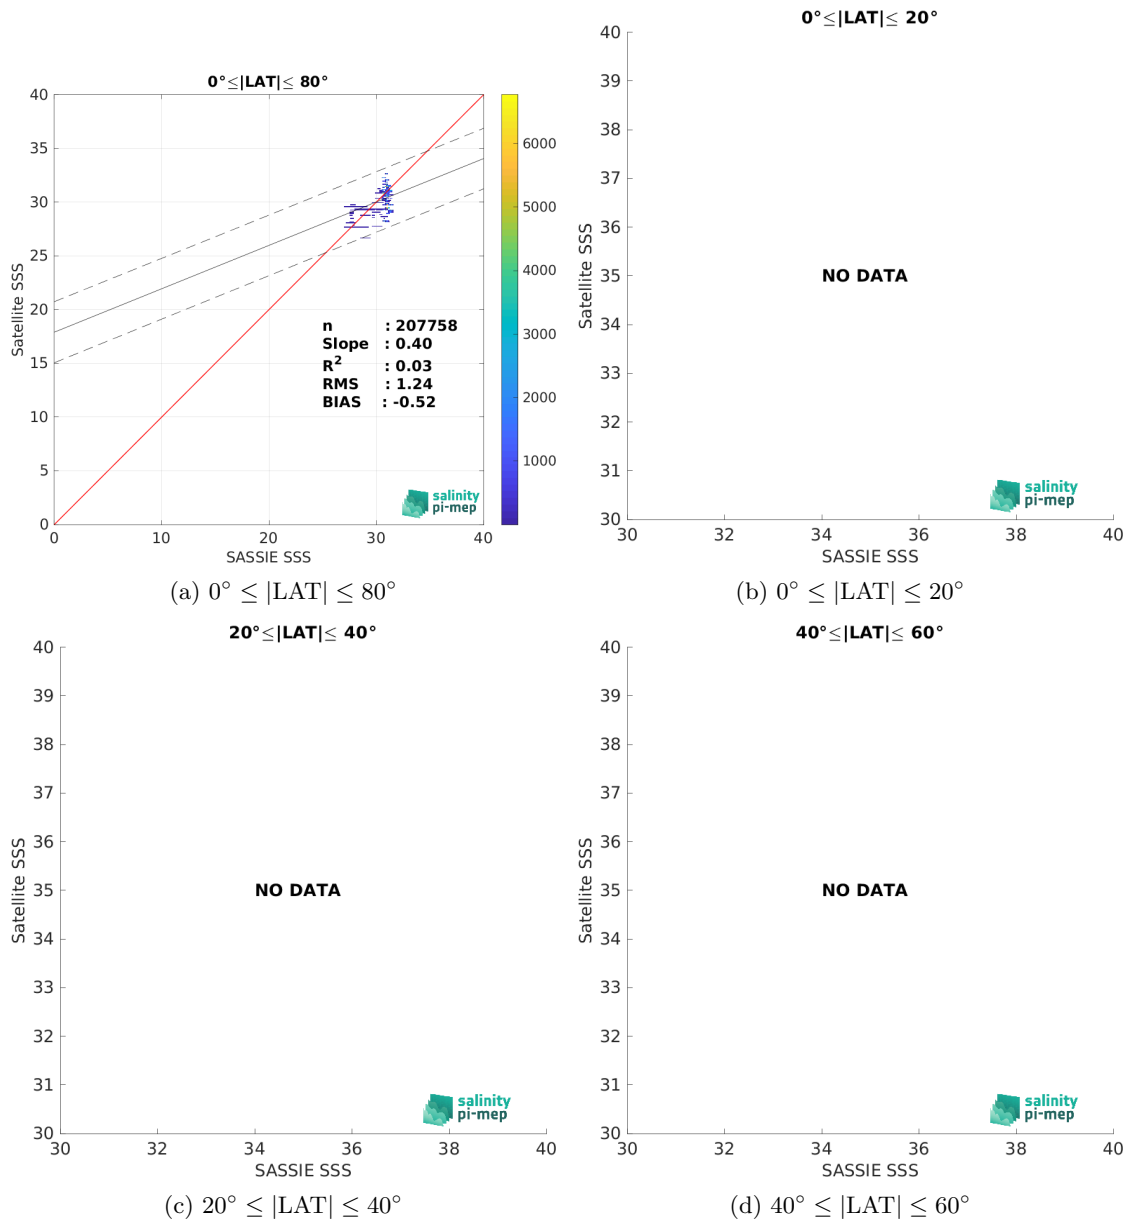 0°≤|LAT|≤ 80°
40
35
30
25
20
15
10
5
0
Satellite SSS
0 10 20 30 40
SASSIE SSS
n : 207758
Slope : 0.40
R² : 0.03
RMS : 1.24
BIAS : -0.52
salinity
pi-mep
6000
5000
4000
3000
2000
1000
(a) 0° ≤ |LAT| ≤ 80°
0°≤|LAT|≤ 20°
40
39
38
37
36
35
34
33
32
31
30
Satellite SSS
NO DATA
salinity
pi-mep
30 32 34 36 38 40
SASSIE SSS
(b) 0° ≤ |LAT| ≤ 20°
20°≤|LAT|≤ 40°
40
39
38
37
36
35
34
33
32
31
30
Satellite SSS
NO DATA
salinity
pi-mep
30 32 34 36 38 40
SASSIE SSS
(c) 20° ≤ |LAT| ≤ 40°
40°≤|LAT|≤ 60°
40
39
38
37
36
35
34
33
32
31
30
Satellite SSS
NO DATA
salinity
pi-mep
30 32 34 36 38 40
SASSIE SSS
(d) 40° ≤ |LAT| ≤ 60°